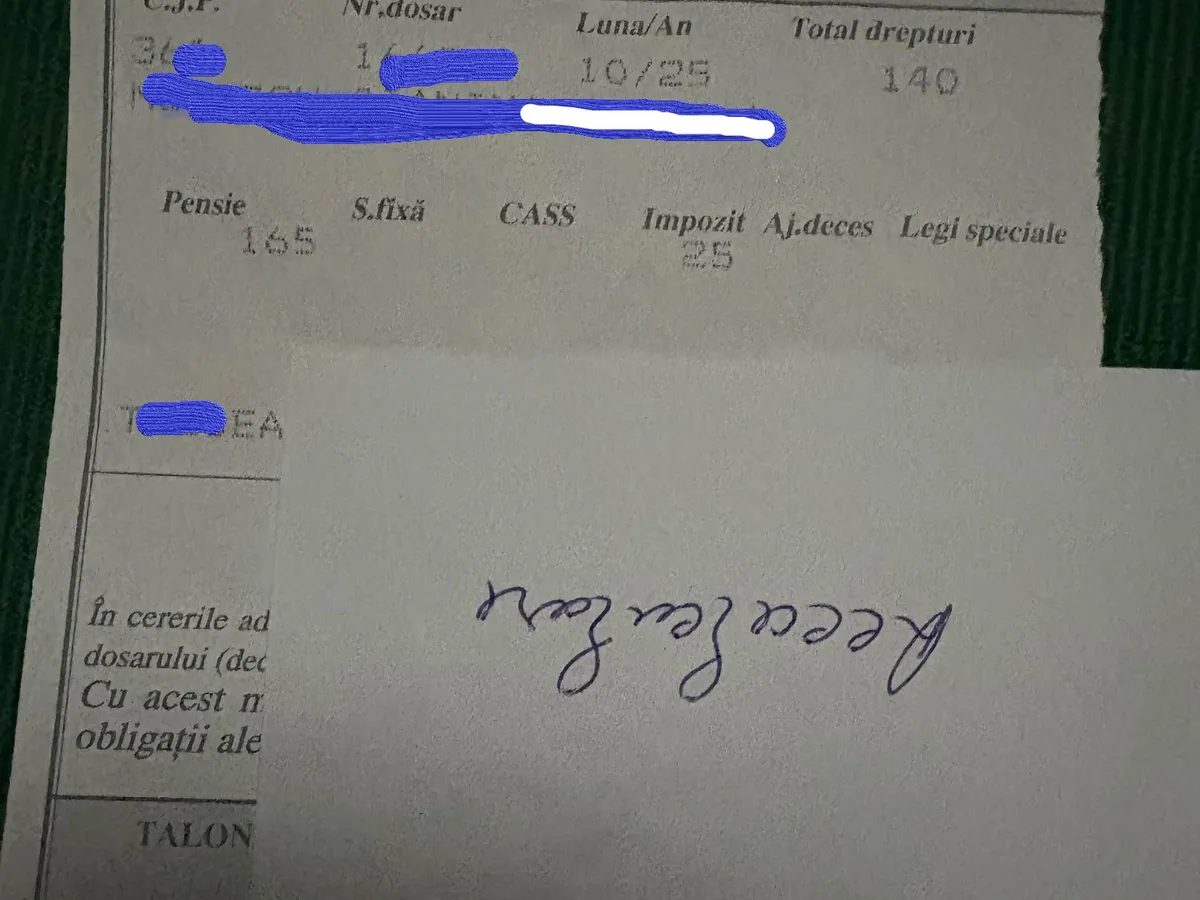 C.J.P. Nr.dosar Luna/An Total drepturi
10/25 140
Pensie S.fixă CASS Impozit Aj.deces Legi speciale
165 25
EA
În cererile ad
dosarului (dec
Cu acest m
obligații ale
TALON
Recalculare